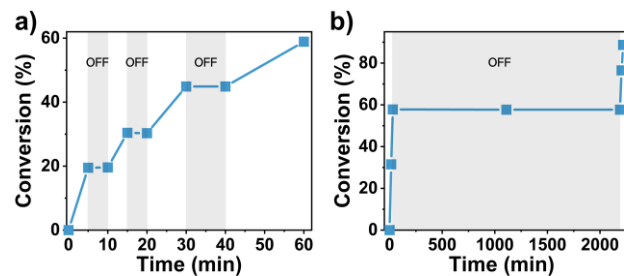 a)
Conversion (%)
60
40
20
0
OFF OFF OFF
0 10 20 30 40 50 60
Time (min)
b)
Conversion (%)
80
60
40
20
0
OFF
0 500 1000 1500 2000
Time (min)